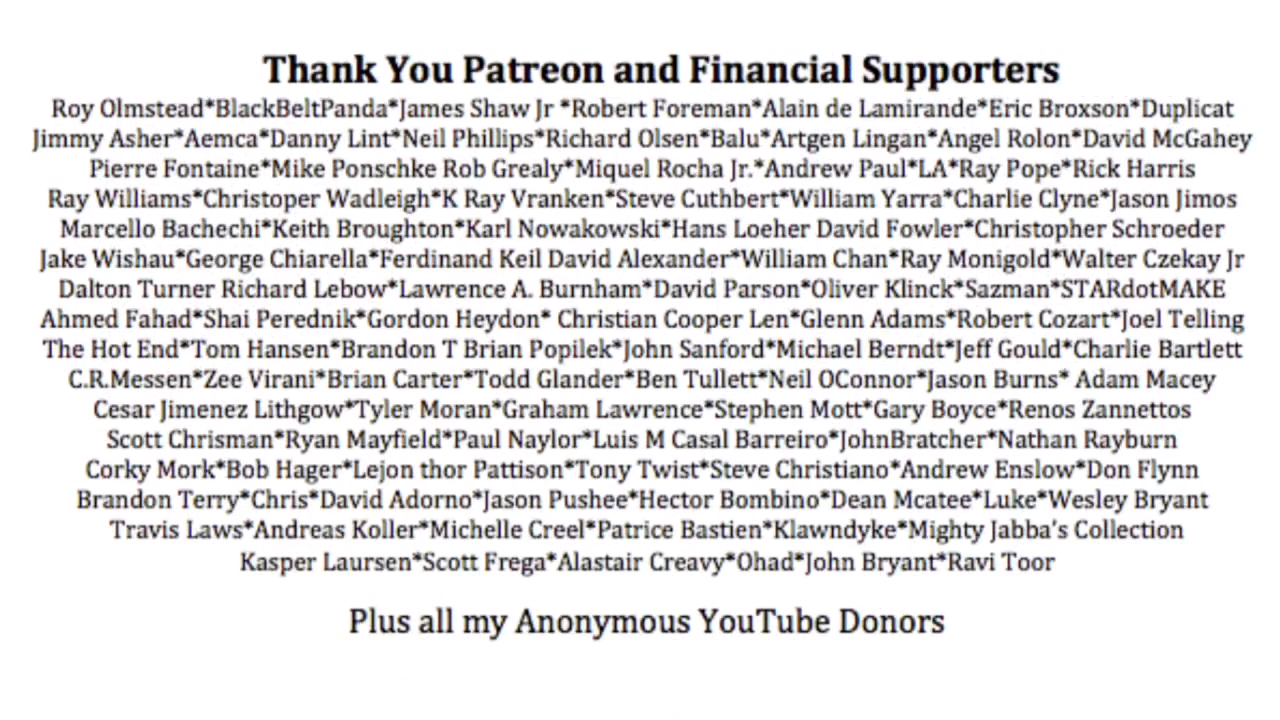 Thank You Patreon and Financial Supporters
Roy Olmstead*BlackBeltPanda*James Shaw Jr *Robert Foreman*Alain de Lamirande*Eric Broxson*Duplicat
Jimmy Asher*Aemca*Danny Lint*Neil Phillips*Richard Olsen*Balu*Artgen Lingan*Angel Rolon*David McGahey
Pierre Fontaine*Mike Ponschke Rob Grealy*Miquel Rocha Jr.*Andrew Paul*LA*Ray Pope*Rick Harris
Ray Williams*Christoper Wadleigh*K Ray Vranken*Steve Cuthbert*William Yarra*Charlie Clyne*Jason Jimos
Marcello Bachechi*Keith Broughton*Karl Nowakowski*Hans Loeher David Fowler*Christopher Schroeder
Jake Wishau*George Chiarella*Ferdinand Keil David Alexander*William Chan*Ray Monigold*Walter Czekay Jr
Dalton Turner Richard Lebow*Lawrence A. Burnham*David Parson*Oliver Klinck*Sazman*STARdotMAKE
Ahmed Fahad*Shai Perednik*Gordon Heydon* Christian Cooper Len*Glenn Adams*Robert Cozart*Joel Telling
The Hot End*Tom Hansen*Brandon T Brian Popilek*John Sanford*Michael Berndt*Jeff Gould*Charlie Bartlett
C.R.Messen*Zee Virani*Brian Carter*Todd Glander*Ben Tullett*Neil OConnor*Jason Burns* Adam Macey
Cesar Jimenez Lithgow*Tyler Moran*Graham Lawrence*Stephen Mott*Gary Boyce*Renos Zannettos
Scott Chrisman*Ryan Mayfield*Paul Naylor*Luis M Casal Barreiro*JohnBratcher*Nathan Rayburn
Corky Mork*Bob Hager*Lejon thor Pattison*Tony Twist*Steve Christiano*Andrew Enslow*Don Flynn
Brandon Terry*Chris*David Adorno*Jason Pushee*Hector Bombino*Dean Mcatee*Luke*Wesley Bryant
Travis Laws*Andreas Koller*Michelle Creel*Patrice Bastien*Klawndyke*Mighty Jabba's Collection
Kasper Laursen*Scott Frega*Alastair Creavy*Ohad*John Bryant*Ravi Toor
Plus all my Anonymous YouTube Donors